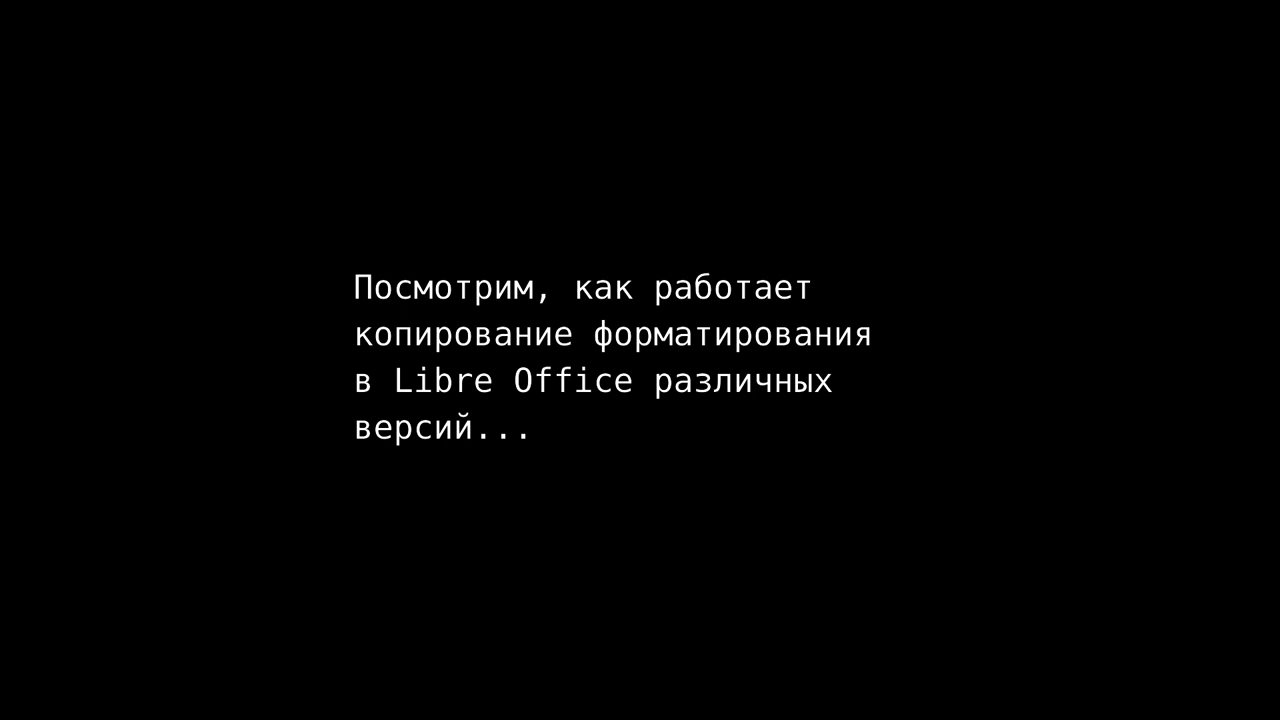 Посмотрим, как работает
копирование форматирования
в Libre Office различных
версий...